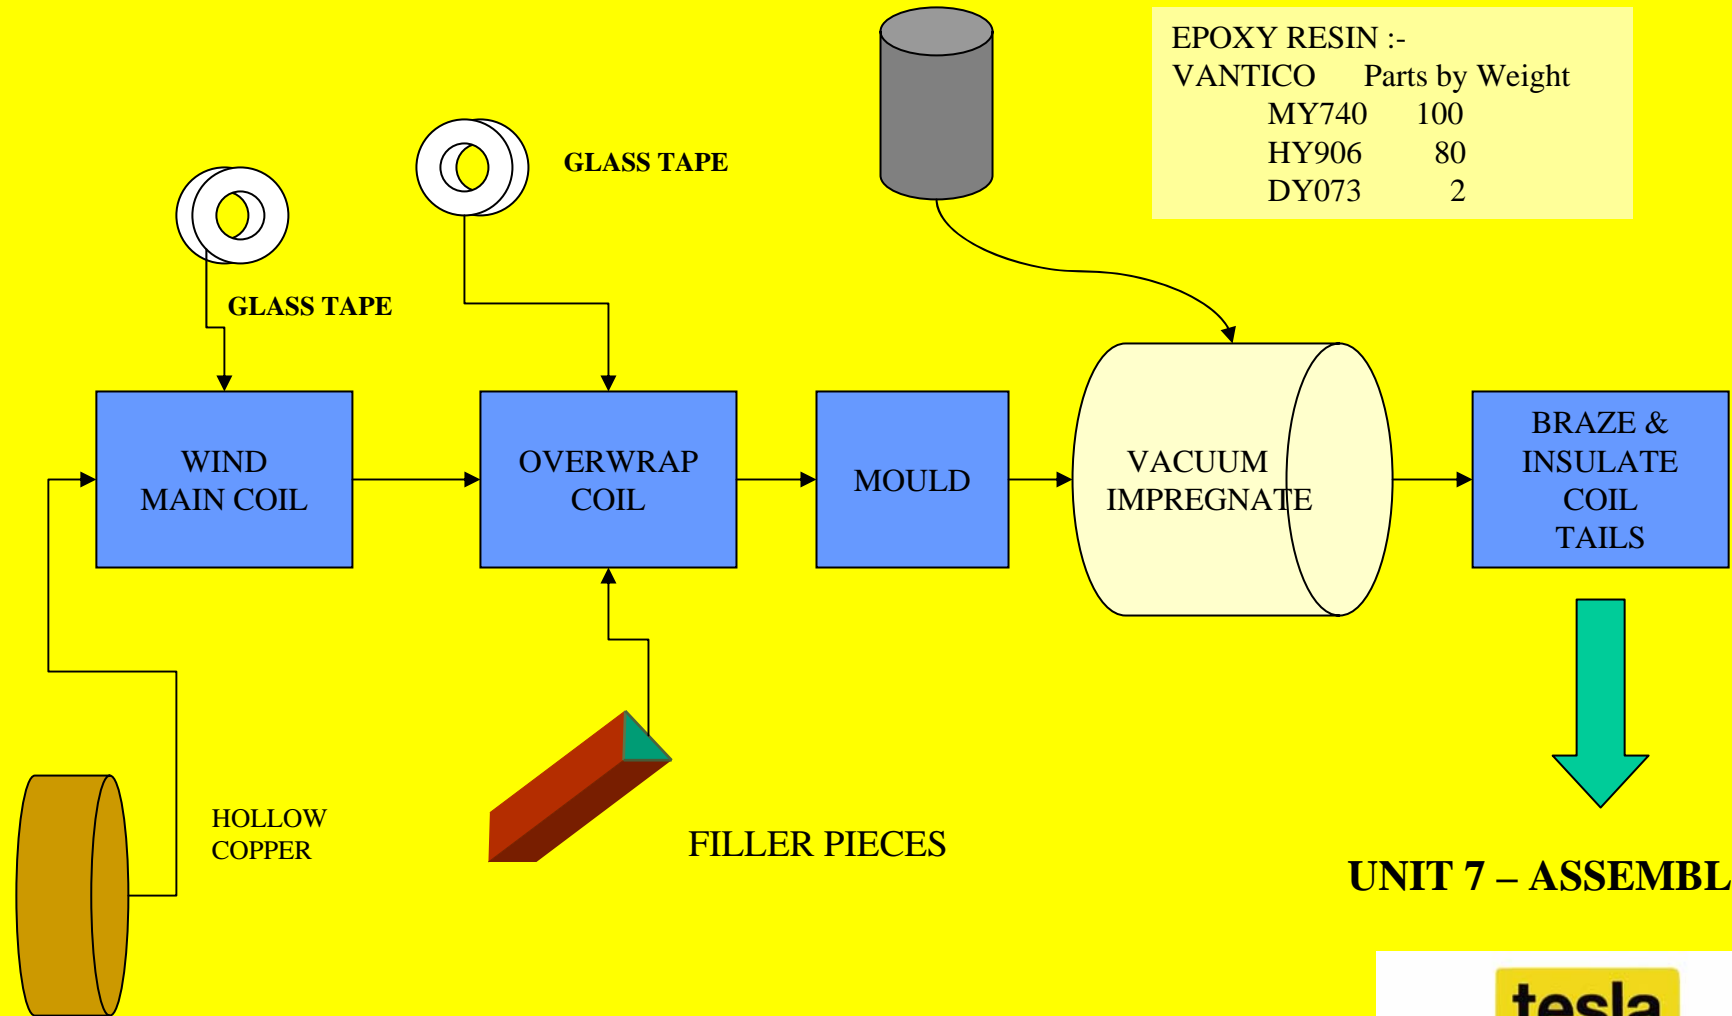 EPOXY RESIN :-
VANTICO Parts by Weight
MY740 100
HY906 80
DY073 2
GLASS TAPE
GLASS TAPE
WIND
MAIN COIL
OVERWRAP
COIL
MOULD
VACUUM
IMPREGNATE
BRAZE &
INSULATE
COIL
TAILS
HOLLOW
COPPER
FILLER PIECES
UNIT 7 – ASSEMBL
tesla